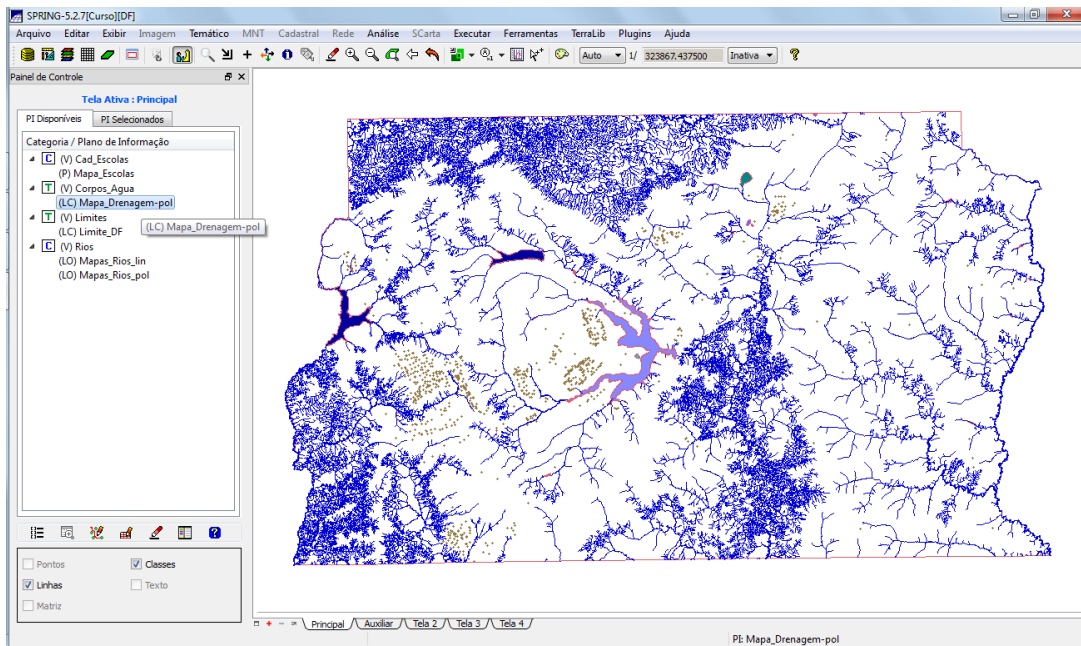 SPRING-5.2.7[Curso][DF]
Arquivo Editar Exibir Imagem Temático MNT Cadastral Rede Análise SCarta Executar Ferramentas TerraLib Plugins Ajuda
Auto 1/ 323867,437500 Inativa
Painel de Controle
Tela Ativa : Principal
PI Disponíveis PI Selecionados
Categoria / Plano de Informação
C (V) Cad_Escolas
(P) Mapa_Escolas
T (V) Corpos_Agua
(LC) Mapa_Drenagem-pol
T (V) Limites
(LC) Mapa_Drenagem-pol
(LC) Limite_DF
C (V) Rios
(LO) Mapas_Rios_lin
(LO) Mapas_Rios_pol
Pontos Classes
Linhas Texto
Matriz
Principal Auxiliar Tela 2 Tela 3 Tela 4
PI: Mapa_Drenagem-pol